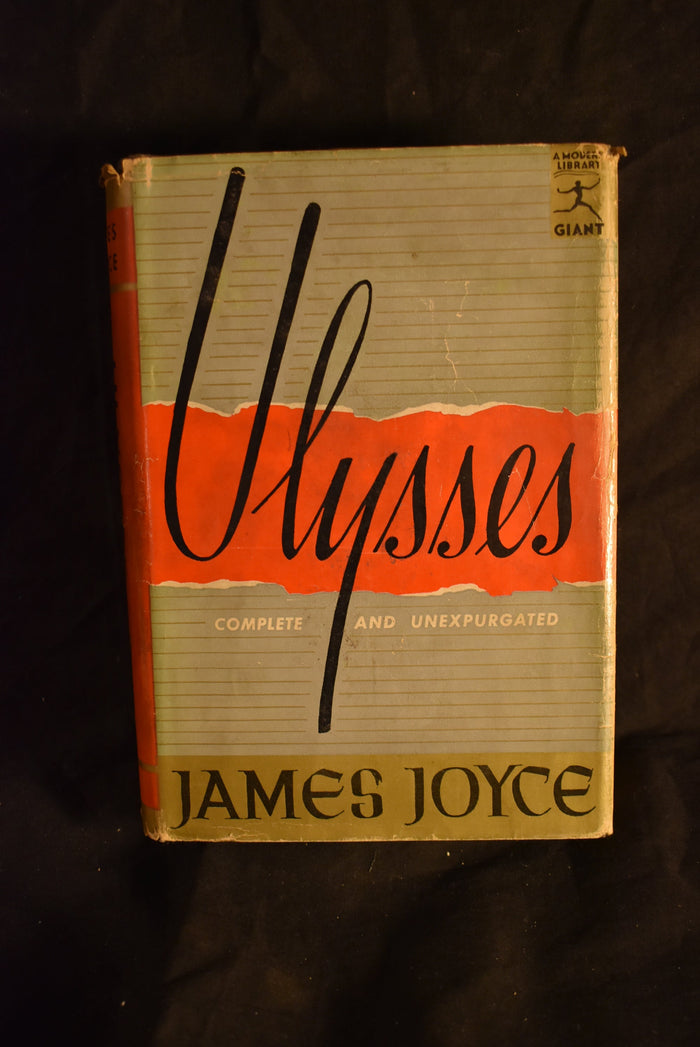 A MODERN
LIBRARY
GIANT
Ulysses
COMPLETE AND UNEXPURGATED
JAMES JOYCE